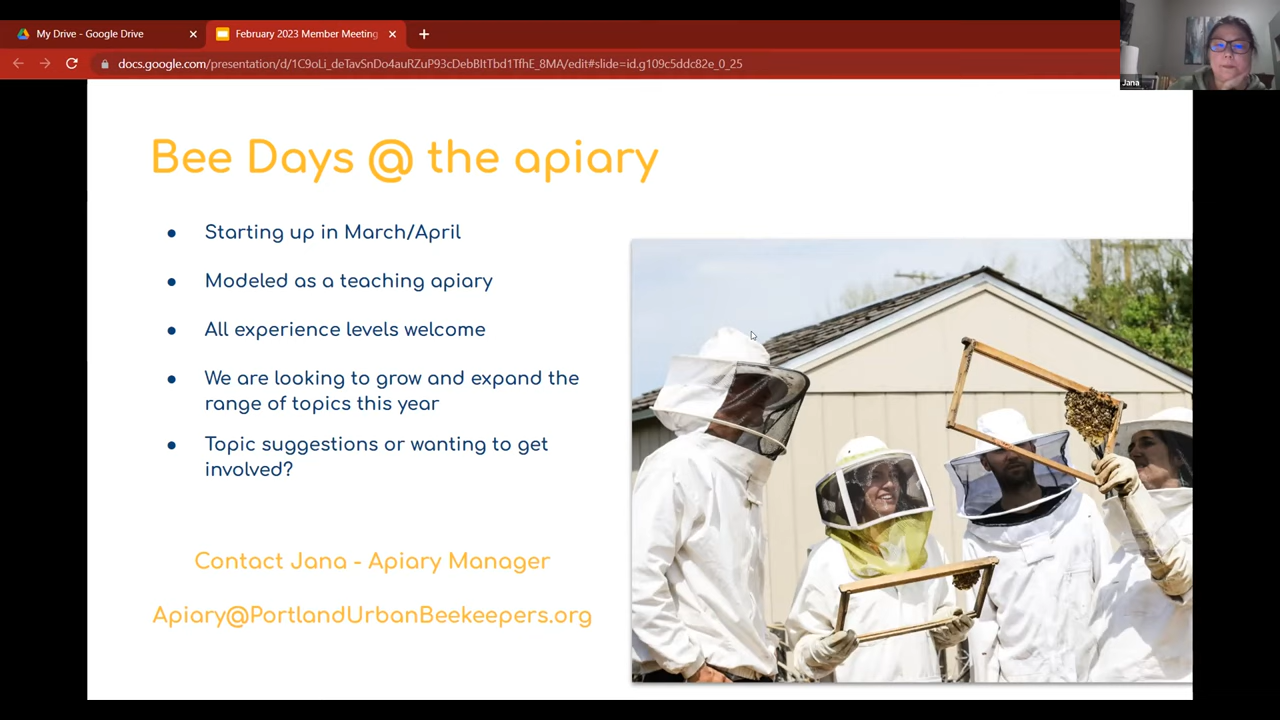 My Drive - Google Drive
February 2023 Member Meeting
docs.google.com/presentation/d/1C9oLi_deTavSnDo4auRZuP93cDebBItTbd1TfhE_8MA/edit#slide=id.g109c5ddc82e_0_25
Jana
Bee Days @ the apiary
● Starting up in March/April
● Modeled as a teaching apiary
● All experience levels welcome
● We are looking to grow and expand the
range of topics this year
● Topic suggestions or wanting to get
involved?
Contact Jana - Apiary Manager
Apiary@PortlandUrbanBeekeepers.org